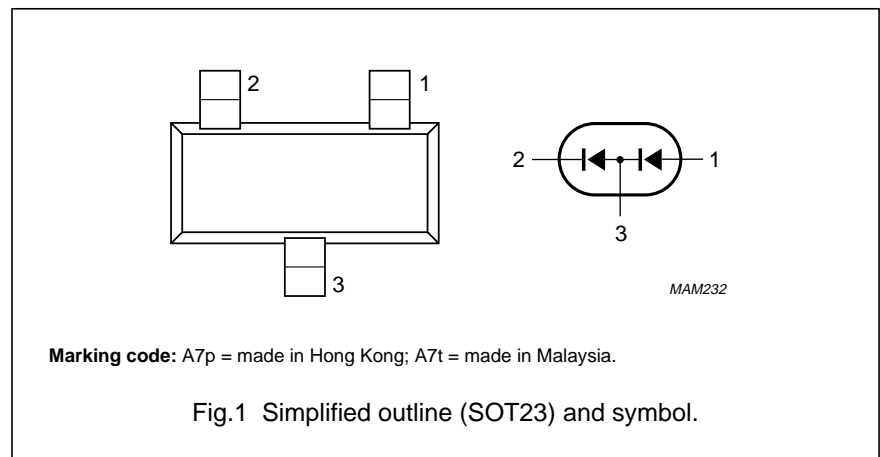 2
1
2
1
3
3
MAM232
Marking code: A7p = made in Hong Kong; A7t = made in Malaysia.
Fig.1 Simplified outline (SOT23) and symbol.